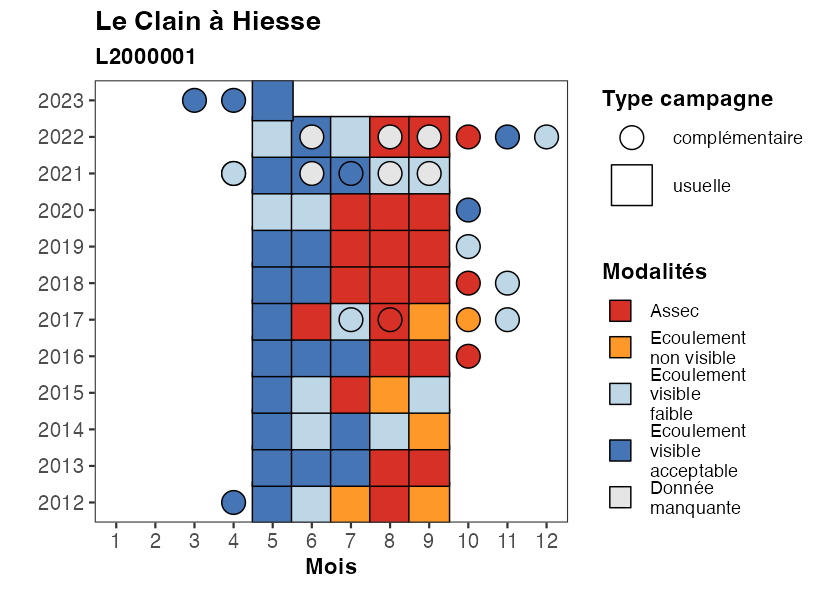 Le Clain à Hiesse
L2000001
2023
2022
2021
2020
2019
2018
2017
2016
2015
2014
2013
2012
1 2 3 4 5 6 7 8 9 10 11 12
Mois
Type campagne
complémentaire
usuelle
Modalités
Assec
Ecoulement
non visible
Ecoulement
visible
faible
Ecoulement
visible
acceptable
Donnée
manquante